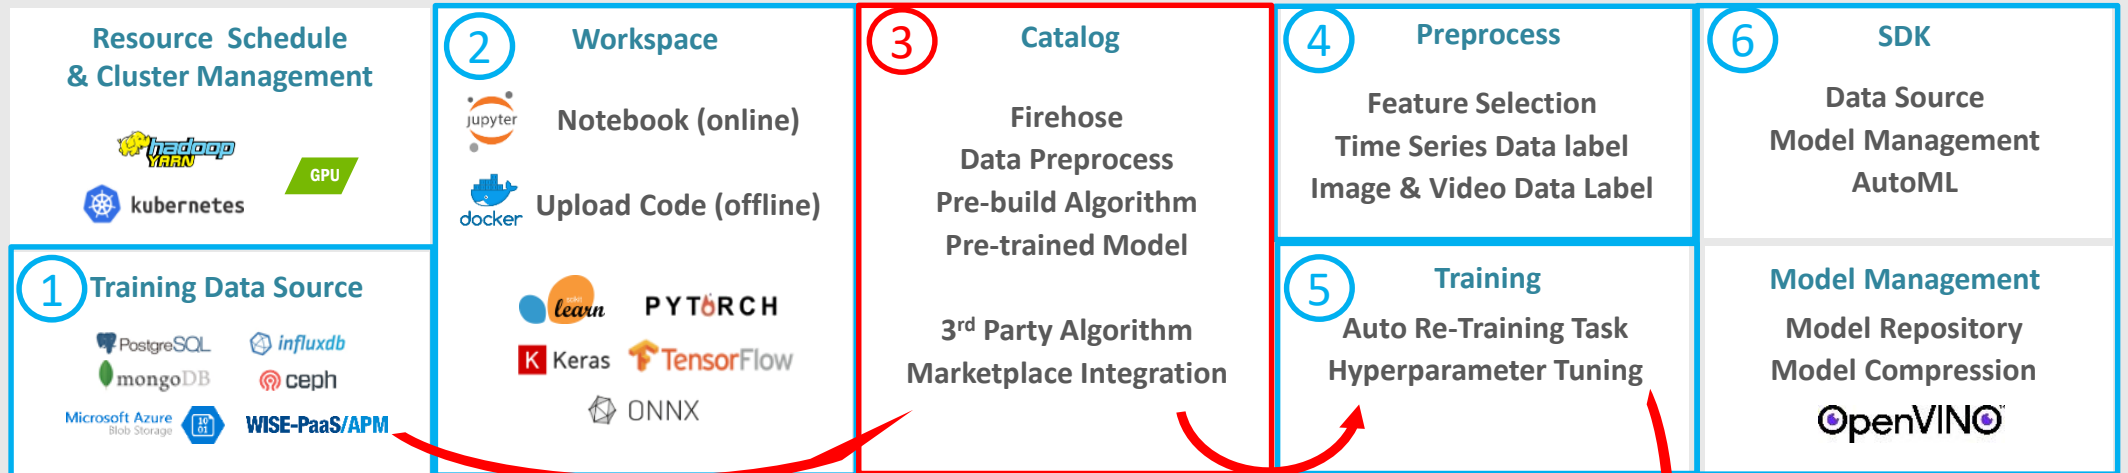 Resource Schedule
& Cluster Management
hadoop
YARN
GPU
kubernetes
1
Training Data Source
PostgreSQL
influxdb
mongoDB
ceph
Microsoft Azure
Blob Storage
10
01
WISE-PaaS/APM
2
Workspace
jupyter
Notebook (online)
docker
Upload Code (offline)
scikit
learn
PYTORCH
K Keras
TensorFlow
ONNX
3
Catalog
Firehose
Data Preprocess
Pre-build Algorithm
Pre-trained Model
3rd Party Algorithm
Marketplace Integration
4
Preprocess
Feature Selection
Time Series Data label
Image & Video Data Label
5
Training
Auto Re-Training Task
Hyperparameter Tuning
6
SDK
Data Source
Model Management
AutoML
Model Management
Model Repository
Model Compression
OpenVINO